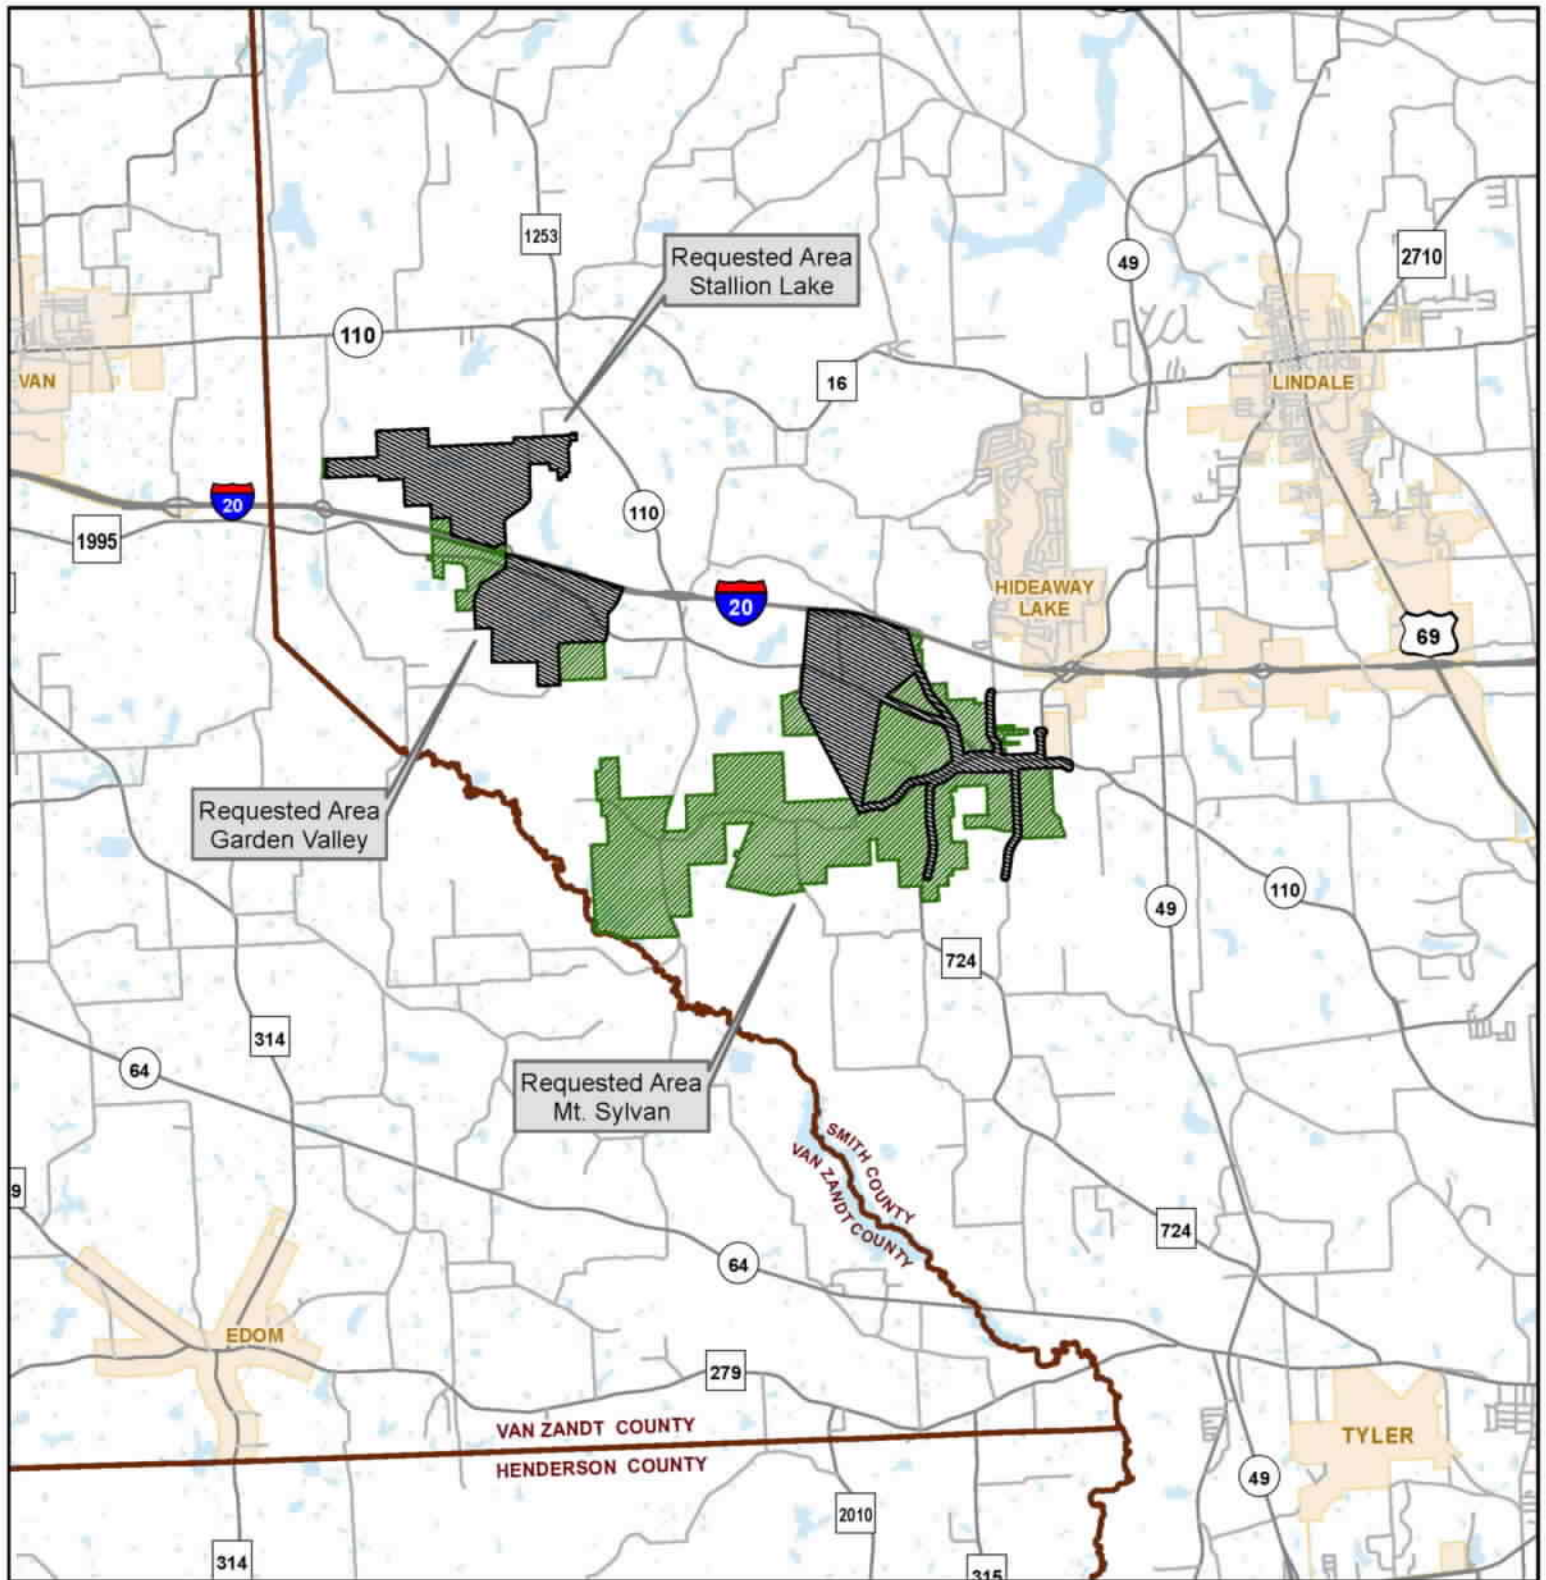 1253
Requested Area
Stallion Lake
49
2710
110
16
VAN
LINDALE
20
110
1995
HIDEAWAY
LAKE
20
69
Requested Area
Garden Valley
110
49
724
314
64
Requested Area
Mt. Sylvan
SMITH COUNTY
VAN ZANDT COUNTY
9
724
64
EDOM
279
VAN ZANDT COUNTY
TYLER
HENDERSON COUNTY
49
2010
314
315